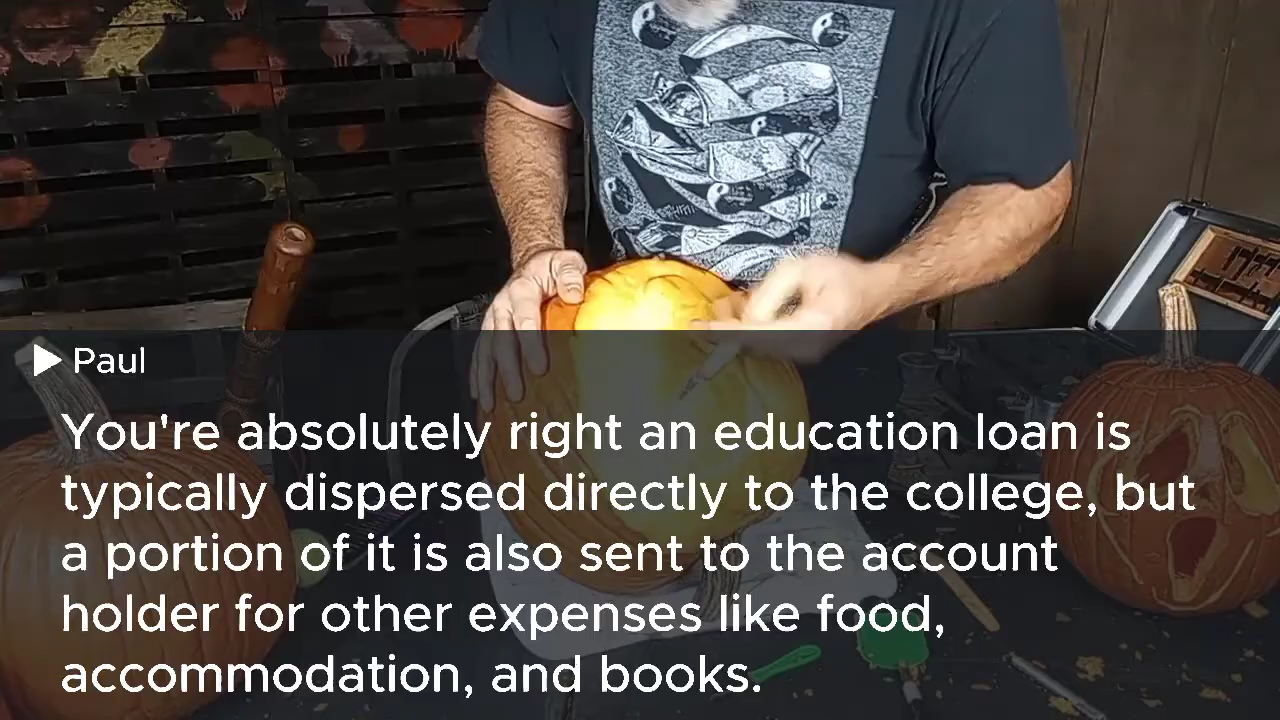 Paul
You're absolutely right an education loan is
typically dispersed directly to the college, but
a portion of it is also sent to the account
holder for other expenses like food,
accommodation, and books.